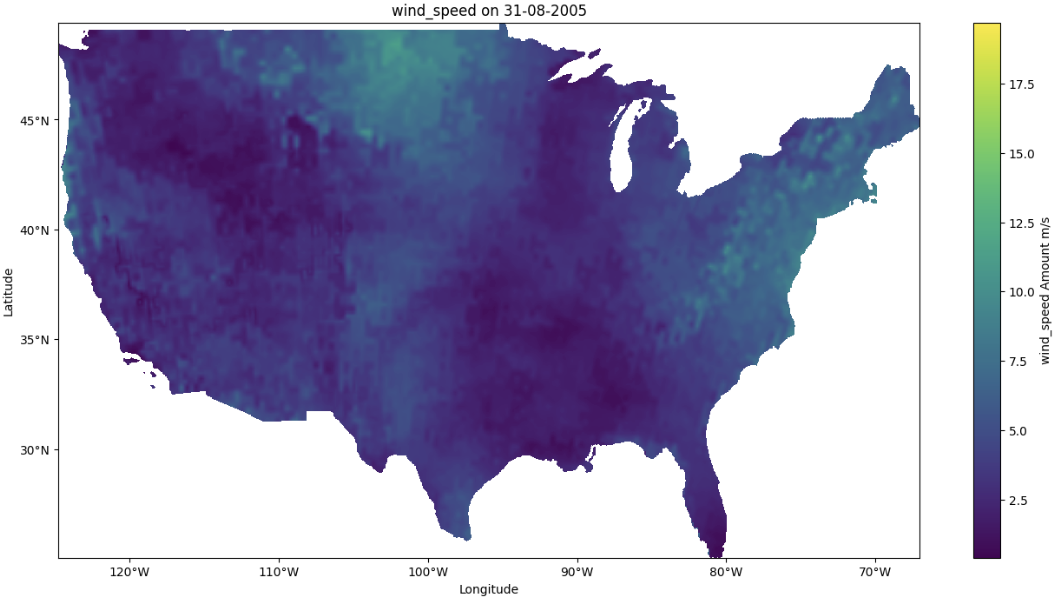 wind_speed on 31-08-2005
45°N
40°N
35°N
30°N
Latitude
120°W
110°W
100°W
90°W
80°W
70°W
Longitude
17.5
15.0
12.5
10.0
7.5
5.0
2.5
wind_speed Amount m/s